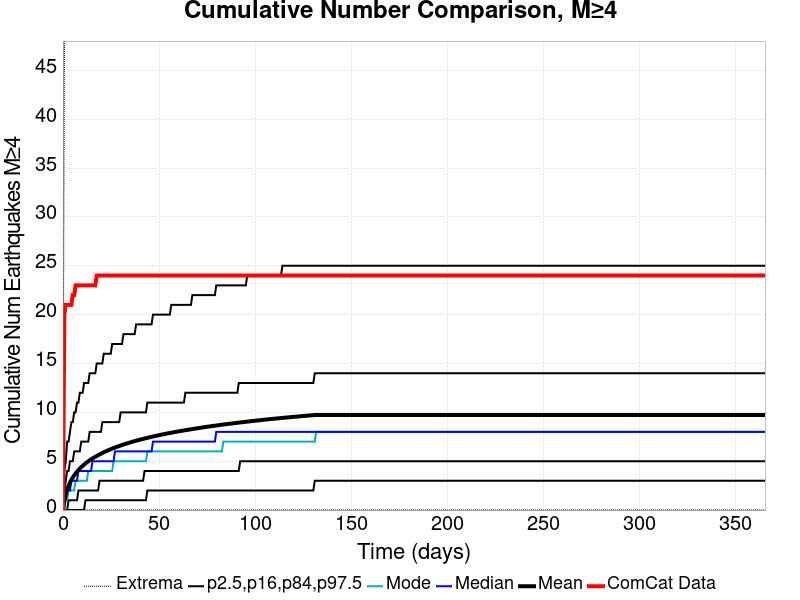 Cumulative Number Comparison, M≥4
Cumulative Num Earthquakes M≥4
45
40
35
30
25
20
15
10
5
0
0 50 100 150 200 250 300 350
Time (days)
Extrema p2.5,p16,p84,p97.5 Mode Median Mean ComCat Data